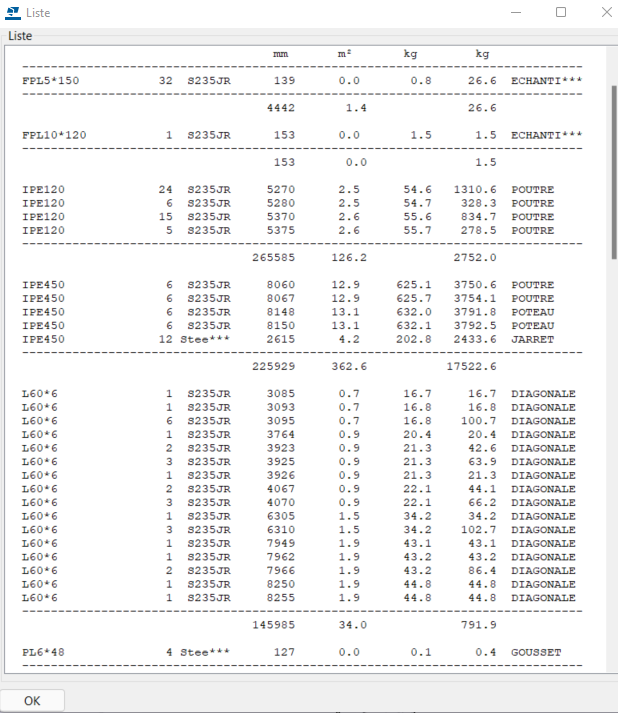 Liste
Liste
mm m² kg kg
FPL5*150 32 S235JR 139 0.0 0.8 26.6 ECHANTI***
4442 1.4 26.6
FPL10*120 1 S235JR 153 0.0 1.5 1.5 ECHANTI***
153 0.0 1.5
IPE120 24 S235JR 5270 2.5 54.6 1310.6 POUTRE
IPE120 6 S235JR 5280 2.5 54.7 328.3 POUTRE
IPE120 15 S235JR 5370 2.6 55.6 834.7 POUTRE
IPE120 5 S235JR 5375 2.6 55.7 278.5 POUTRE
265585 126.2 2752.0
IPE450 6 S235JR 8060 12.9 625.1 3750.6 POUTRE
IPE450 6 S235JR 8067 12.9 625.7 3754.1 POUTRE
IPE450 6 S235JR 8148 13.1 632.0 3791.8 POTEAU
IPE450 6 S235JR 8150 13.1 632.1 3792.5 POTEAU
IPE450 12 Stee*** 2615 4.2 202.8 2433.6 JARRET
225929 362.6 17522.6
L60*6 1 S235JR 3085 0.7 16.7 16.7 DIAGONALE
L60*6 1 S235JR 3093 0.7 16.8 16.8 DIAGONALE
L60*6 6 S235JR 3095 0.7 16.8 100.7 DIAGONALE
L60*6 1 S235JR 3764 0.9 20.4 20.4 DIAGONALE
L60*6 2 S235JR 3923 0.9 21.3 42.6 DIAGONALE
L60*6 3 S235JR 3925 0.9 21.3 63.9 DIAGONALE
L60*6 1 S235JR 3926 0.9 21.3 21.3 DIAGONALE
L60*6 2 S235JR 4067 0.9 22.1 44.1 DIAGONALE
L60*6 3 S235JR 4070 0.9 22.1 66.2 DIAGONALE
L60*6 1 S235JR 6305 1.5 34.2 34.2 DIAGONALE
L60*6 3 S235JR 6310 1.5 34.2 102.7 DIAGONALE
L60*6 1 S235JR 7949 1.9 43.1 43.1 DIAGONALE
L60*6 1 S235JR 7962 1.9 43.2 43.2 DIAGONALE
L60*6 2 S235JR 7966 1.9 43.2 86.4 DIAGONALE
L60*6 1 S235JR 8250 1.9 44.8 44.8 DIAGONALE
L60*6 1 S235JR 8255 1.9 44.8 44.8 DIAGONALE
145985 34.0 791.9
PL6*48 4 Stee*** 127 0.0 0.1 0.4 GOUSSET
OK